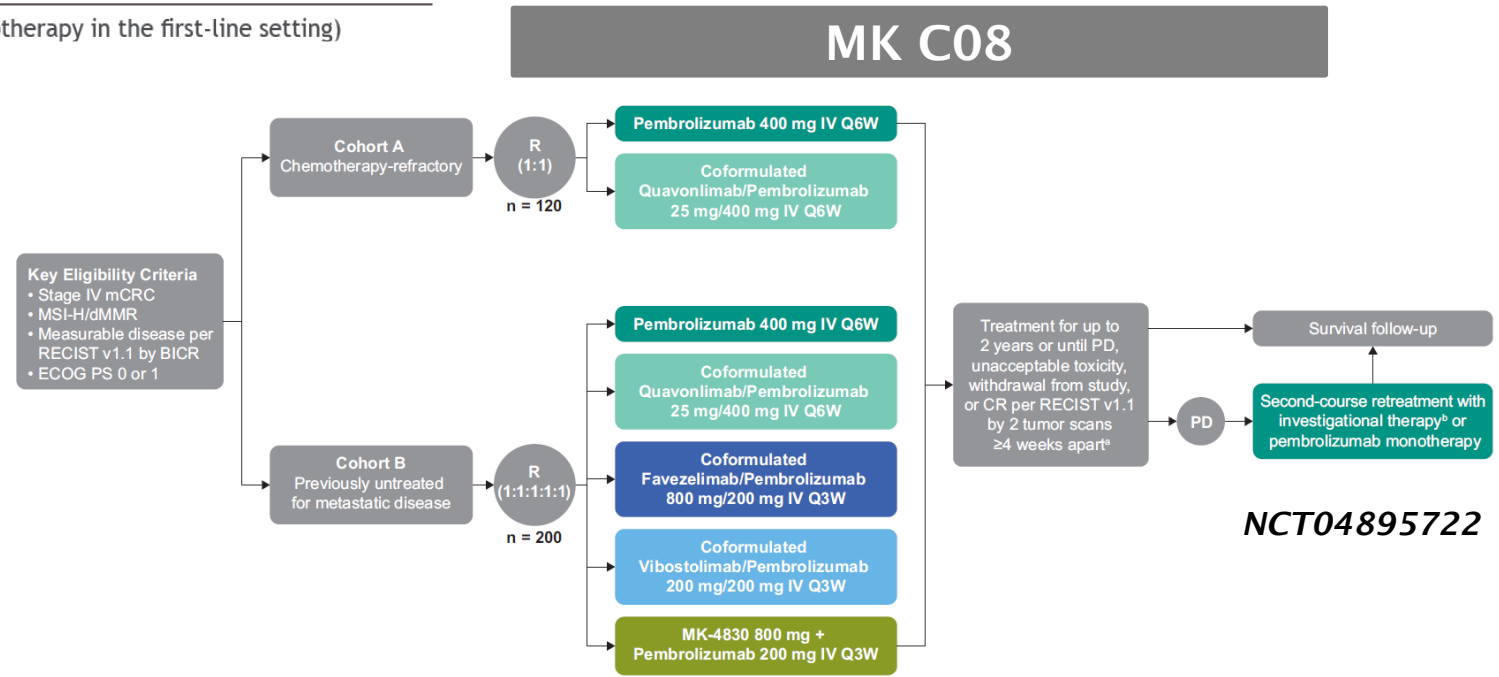 therapy in the first-line setting)
MK C08
Cohort A
Chemotherapy-refractory
R
(1:1)
n = 120
Pembrolizumab 400 mg IV Q6W
Coformulated
Quavonlimab/Pembrolizumab
25 mg/400 mg IV Q6W
Key Eligibility Criteria
• Stage IV mCRC
• MSI-H/dMMR
• Measurable disease per
RECIST v1.1 by BICR
• ECOG PS 0 or 1
Cohort B
Previously untreated
for metastatic disease
R
(1:1:1:1:1)
n = 200
Pembrolizumab 400 mg IV Q6W
Coformulated
Quavonlimab/Pembrolizumab
25 mg/400 mg IV Q6W
Coformulated
Favezelimab/Pembrolizumab
800 mg/200 mg IV Q3W
Coformulated
Vibostolimab/Pembrolizumab
200 mg/200 mg IV Q3W
MK-4830 800 mg +
Pembrolizumab 200 mg IV Q3W
Treatment for up to
2 years or until PD,
unacceptable toxicity,
withdrawal from study,
or CR per RECIST v1.1
by 2 tumor scans
≥4 weeks apartᵃ
PD
Survival follow-up
Second-course retreatment with
investigational therapyᵇ or
pembrolizumab monotherapy
NCT04895722